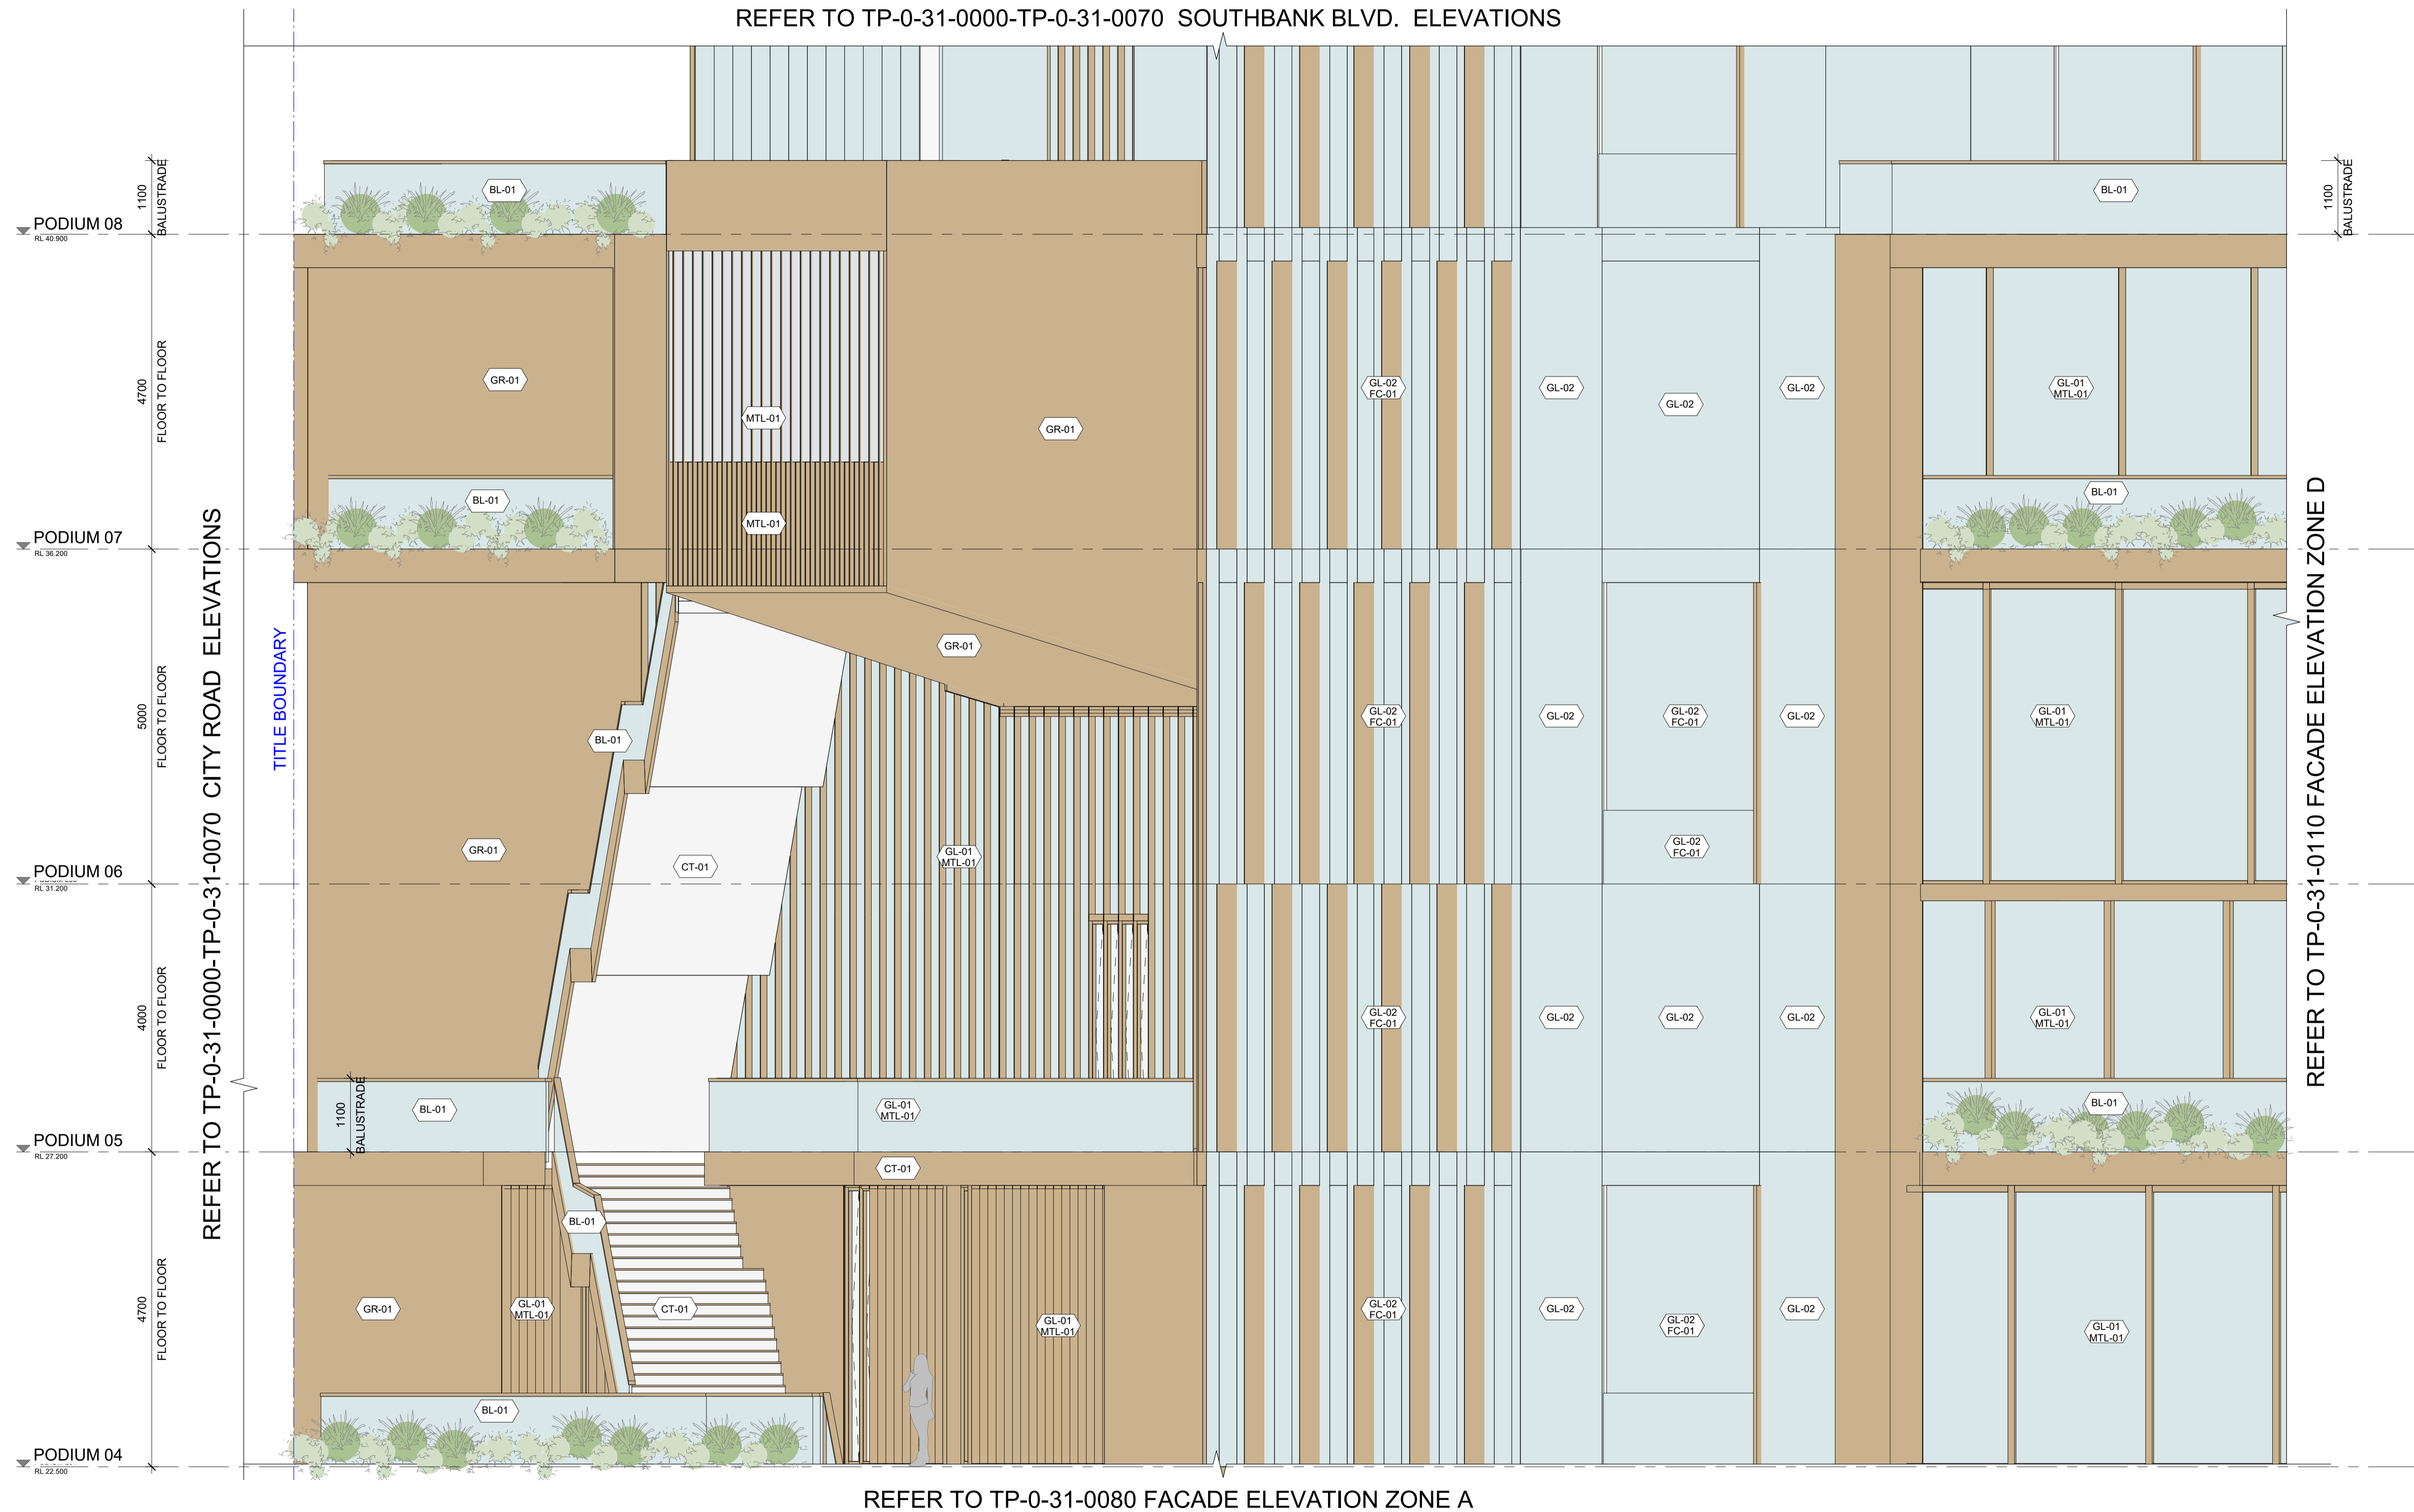 REFER TO TP-0-31-0000-TP-0-31-0070 SOUTHBANK BLVD. ELEVATIONS
1100
BALUSTRADE
BL-01
BL-01
1100
BALUSTRADE
PODIUM 08
RL 40.900
4700
FLOOR TO FLOOR
GR-01
MTL-01
GR-01
GL-02
FC-01
GL-02
GL-02
GL-02
GL-01
MTL-01
BL-01
MTL-01
BL-01
PODIUM 07
RL 36.200
REFER TO TP-0-31-0000-TP-0-31-0070 CITY ROAD ELEVATIONS
TITLE BOUNDARY
REFER TO TP-0-31-0110 FACADE ELEVATION ZONE D
5000
FLOOR TO FLOOR
GR-01
BL-01
GL-02
FC-01
GL-02
GL-02
FC-01
GL-02
GL-01
MTL-01
GR-01
CT-01
GL-01
MTL-01
GL-02
FC-01
PODIUM 06
RL 31.200
4000
FLOOR TO FLOOR
GL-02
FC-01
GL-02
GL-02
GL-02
GL-01
MTL-01
1100
BALUSTRADE
BL-01
GL-01
MTL-01
BL-01
PODIUM 05
RL 27.200
CT-01
BL-01
4700
FLOOR TO FLOOR
GR-01
GL-01
MTL-01
CT-01
GL-01
MTL-01
GL-02
FC-01
GL-02
GL-02
FC-01
GL-02
GL-01
MTL-01
BL-01
PODIUM 04
RL 22.500
REFER TO TP-0-31-0080 FACADE ELEVATION ZONE A